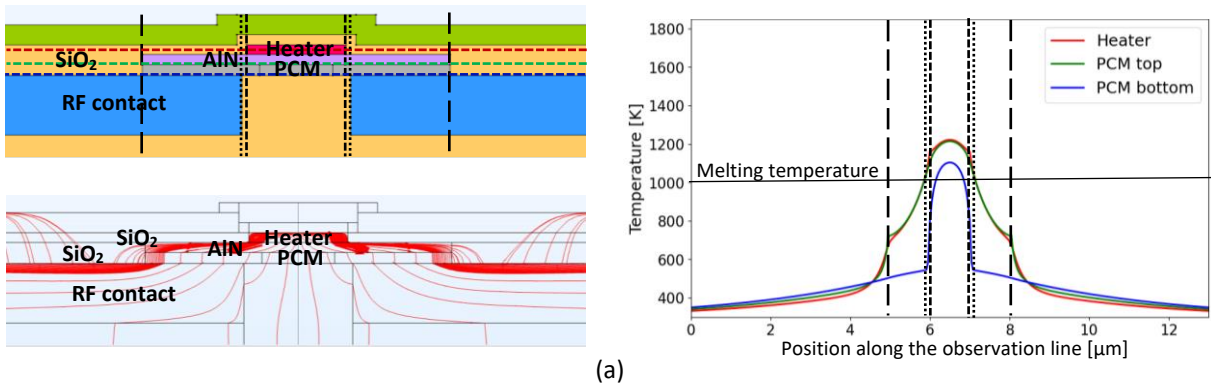 SiO2
AlN
Heater
PCM
RF contact
SiO2
SiO2
AlN
Heater
PCM
RF contact
Temperature [K]
1800
1600
1400
1200
1000
800
600
400
Melting temperature
Heater
PCM top
PCM bottom
0 2 4 6 8 10 12
Position along the observation line [µm]
(a)